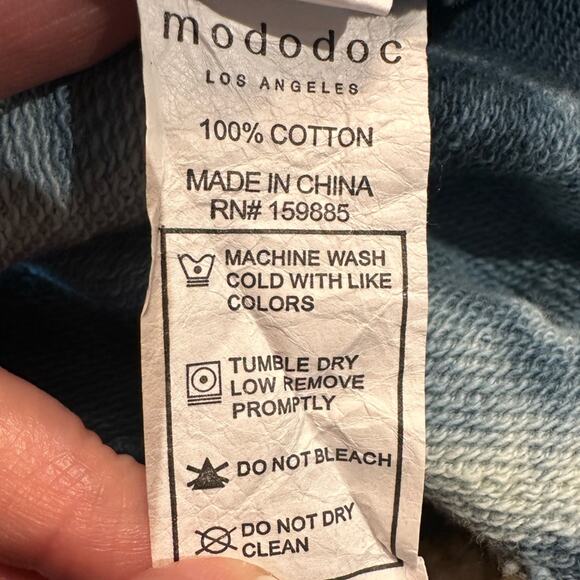 mododoc
LOS ANGELES
100% COTTON
MADE IN CHINA
RN# 159885
MACHINE WASH
COLD WITH LIKE
COLORS
TUMBLE DRY
LOW REMOVE
PROMPTLY
DO NOT BLEACH
DO NOT DRY
CLEAN